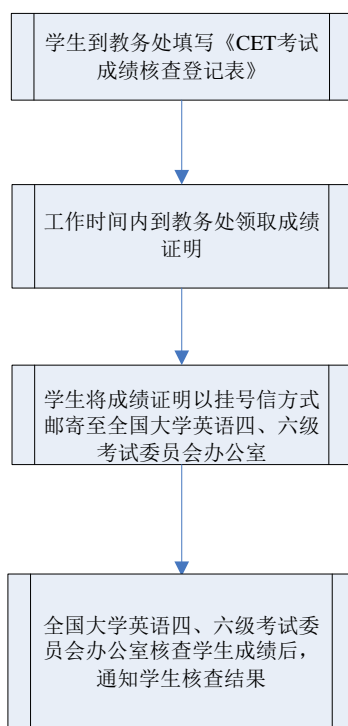 学生到教务处填写《CET考试
成绩核查登记表》
工作时间内到教务处领取成绩
证明
学生将成绩证明以挂号信方式
邮寄至全国大学英语四、六级
考试委员会办公室
全国大学英语四、六级考试委
员会办公室核查学生成绩后，
通知学生核查结果